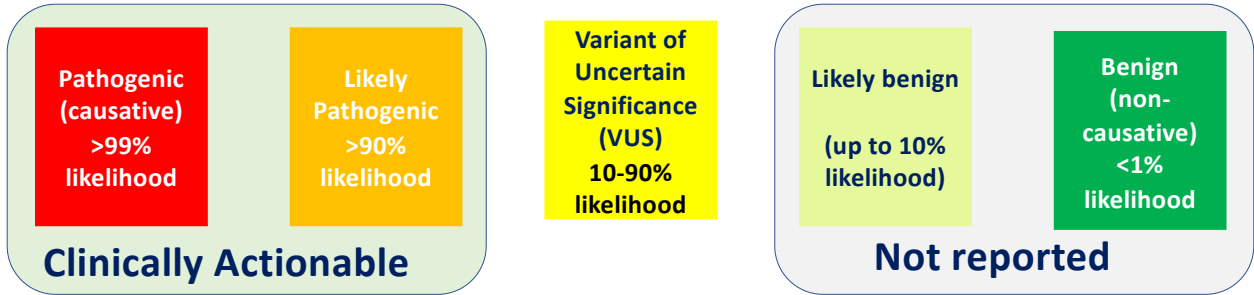 Pathogenic
(causative)
>99%
likelihood
Likely
Pathogenic
>90%
likelihood
Clinically Actionable
Variant of
Uncertain
Significance
(VUS)
10-90%
likelihood
Likely benign
(up to 10%
likelihood)
Benign
(non-
causative)
<1%
likelihood
Not reported